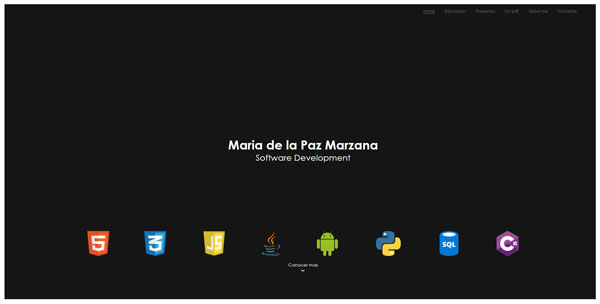 Home Educacion Proyectos CV pdf About me Contacto
Maria de la Paz Marzana
Software Development
5 3 JS Java SQL C#
Conocer mas